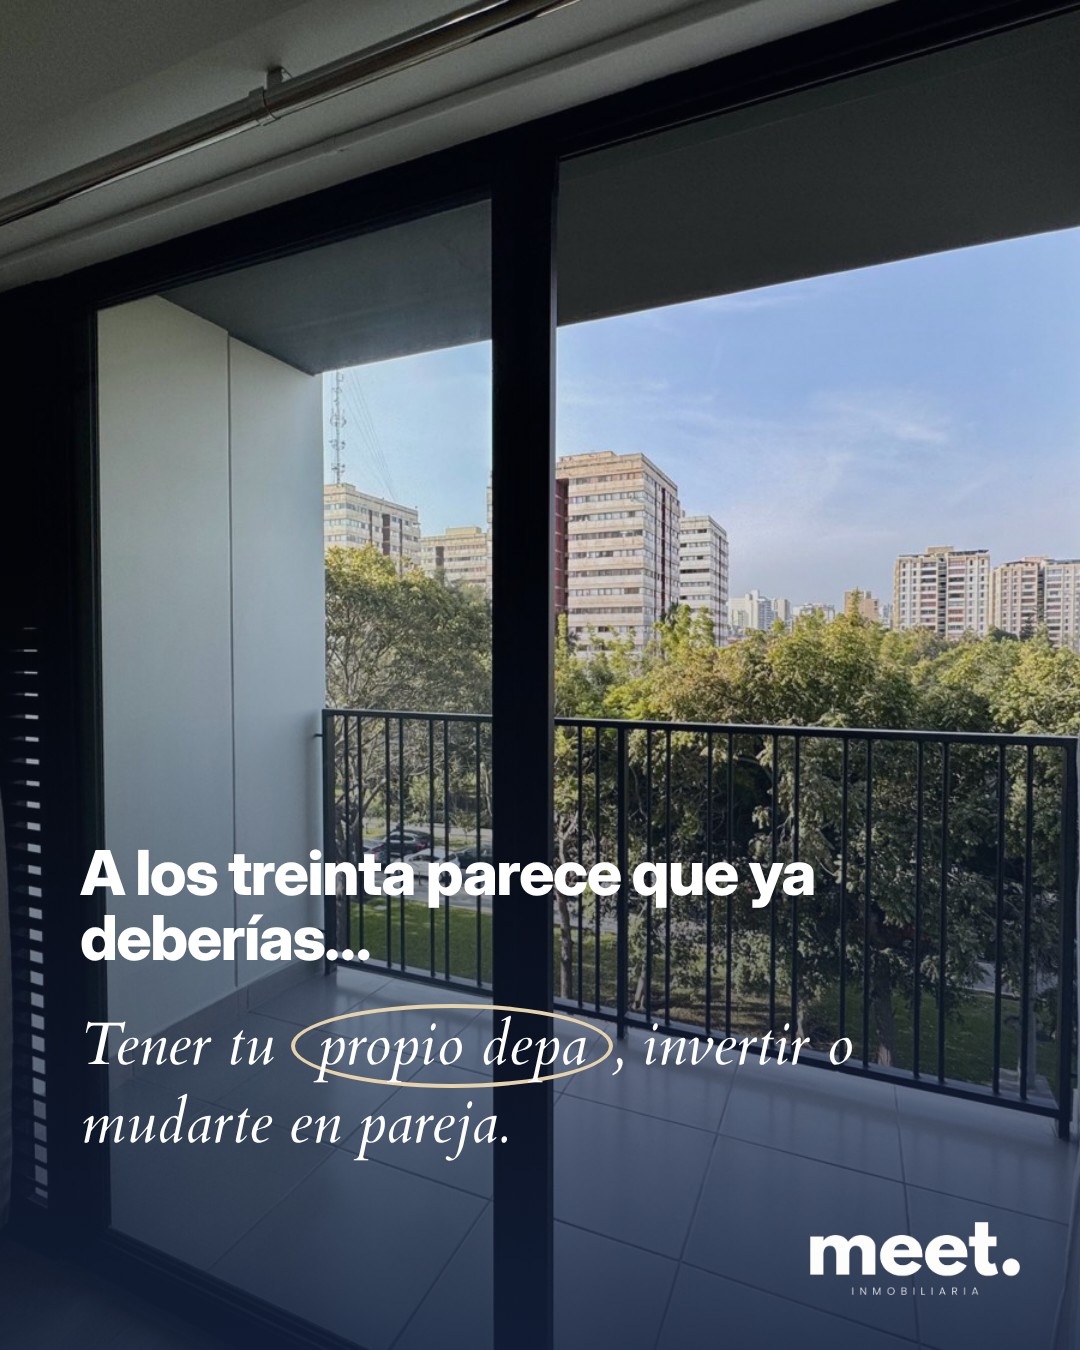 A los treinta parece que ya
deberías...
Tener tu propio depa, invertir o
mudarte en pareja.
meet.
INMOBILIARIA